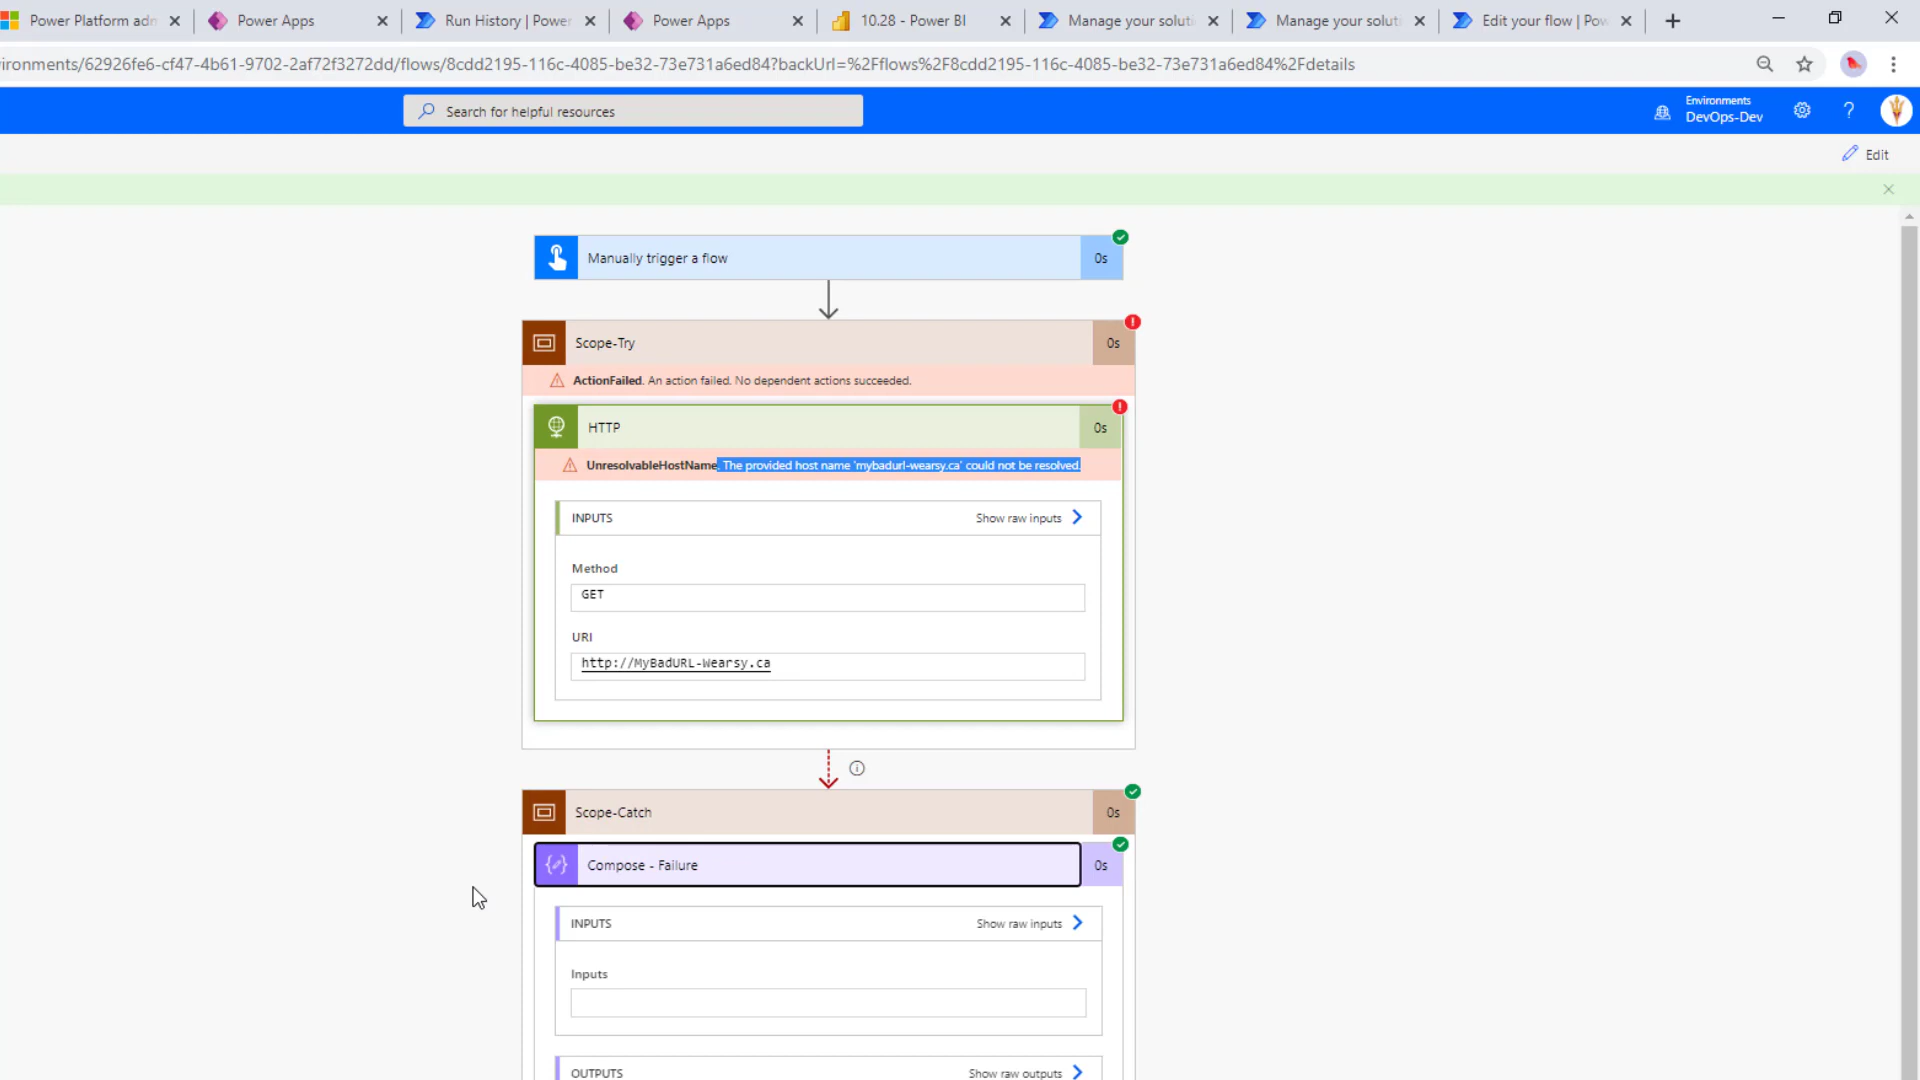 Power Platform adn
Power Apps
Run History | Power
Power Apps
10.28 - Power BI
Manage your soluti
Manage your soluti
Edit your flow | Pow
ironments/62926fe6-cf47-4b61-9702-2af72f3272dd/flows/8cdd2195-116c-4085-be32-73e731a6ed84?backUrl=%2Fflows%2F8cdd2195-116c-4085-be32-73e731a6ed84%2Fdetails
Search for helpful resources
Environments
DevOps-Dev
Edit
Manually trigger a flow
0s
Scope-Try
0s
ActionFailed. An action failed. No dependent actions succeeded.
HTTP
0s
UnresolvableHostName. The provided host name 'mybadurl-wearsy.ca' could not be resolved.
INPUTS
Show raw inputs
Method
GET
URI
http://MyBadURL-Wearsy.ca
Scope-Catch
0s
Compose - Failure
0s
INPUTS
Show raw inputs
Inputs
OUTPUTS
Show raw outputs